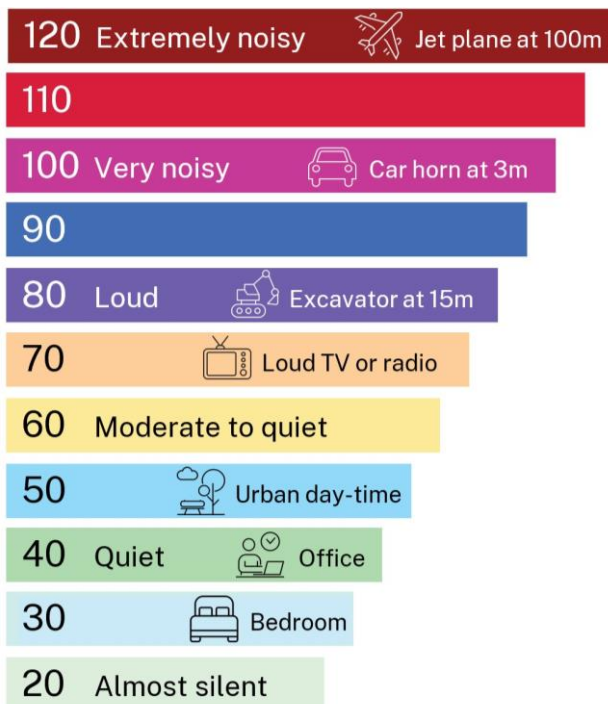 120 Extremely noisy Jet plane at 100m
110
100 Very noisy Car horn at 3m
90
80 Loud Excavator at 15m
70 Loud TV or radio
60 Moderate to quiet
50 Urban day-time
40 Quiet Office
30 Bedroom
20 Almost silent